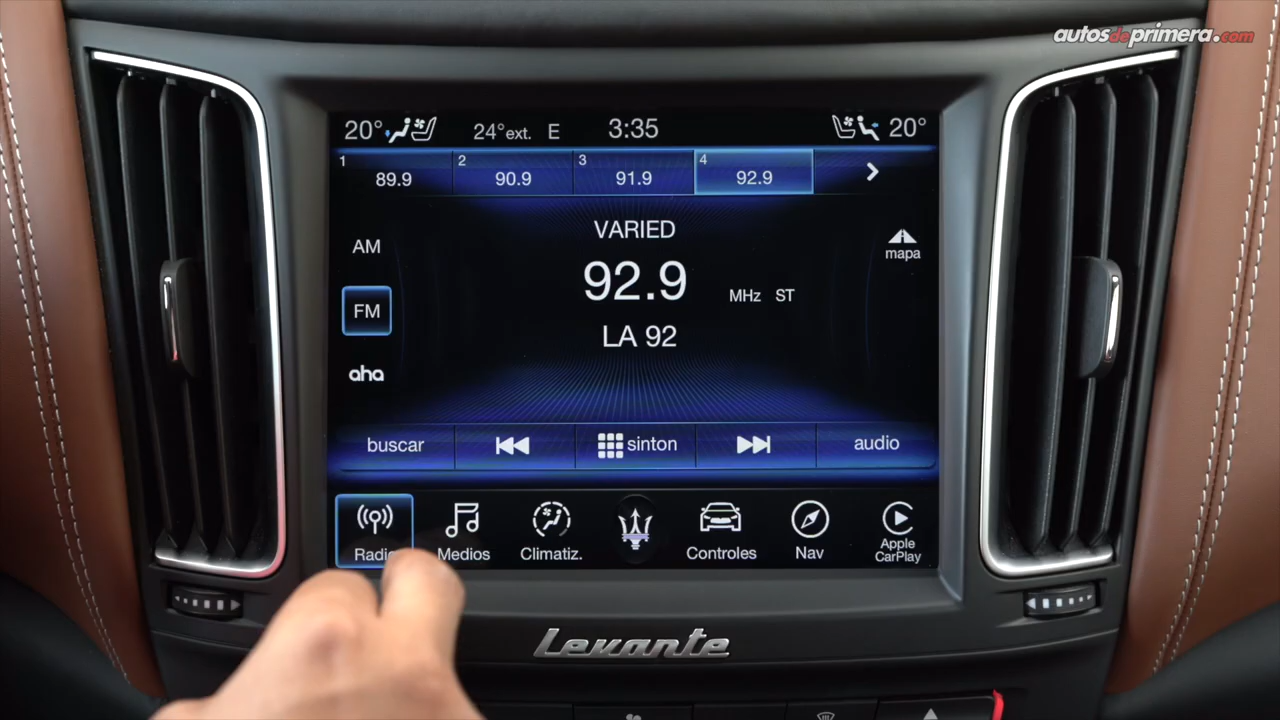 autosdeprimera.com
20° 24°ext. E 3:35 20°
1 2 3 4
89.9 90.9 91.9 92.9
VARIED
AM
mapa
92.9
MHz ST
FM
LA 92
aha
buscar sinton audio
Radio Medios Climatiz. Controles Nav Apple CarPlay
Levante